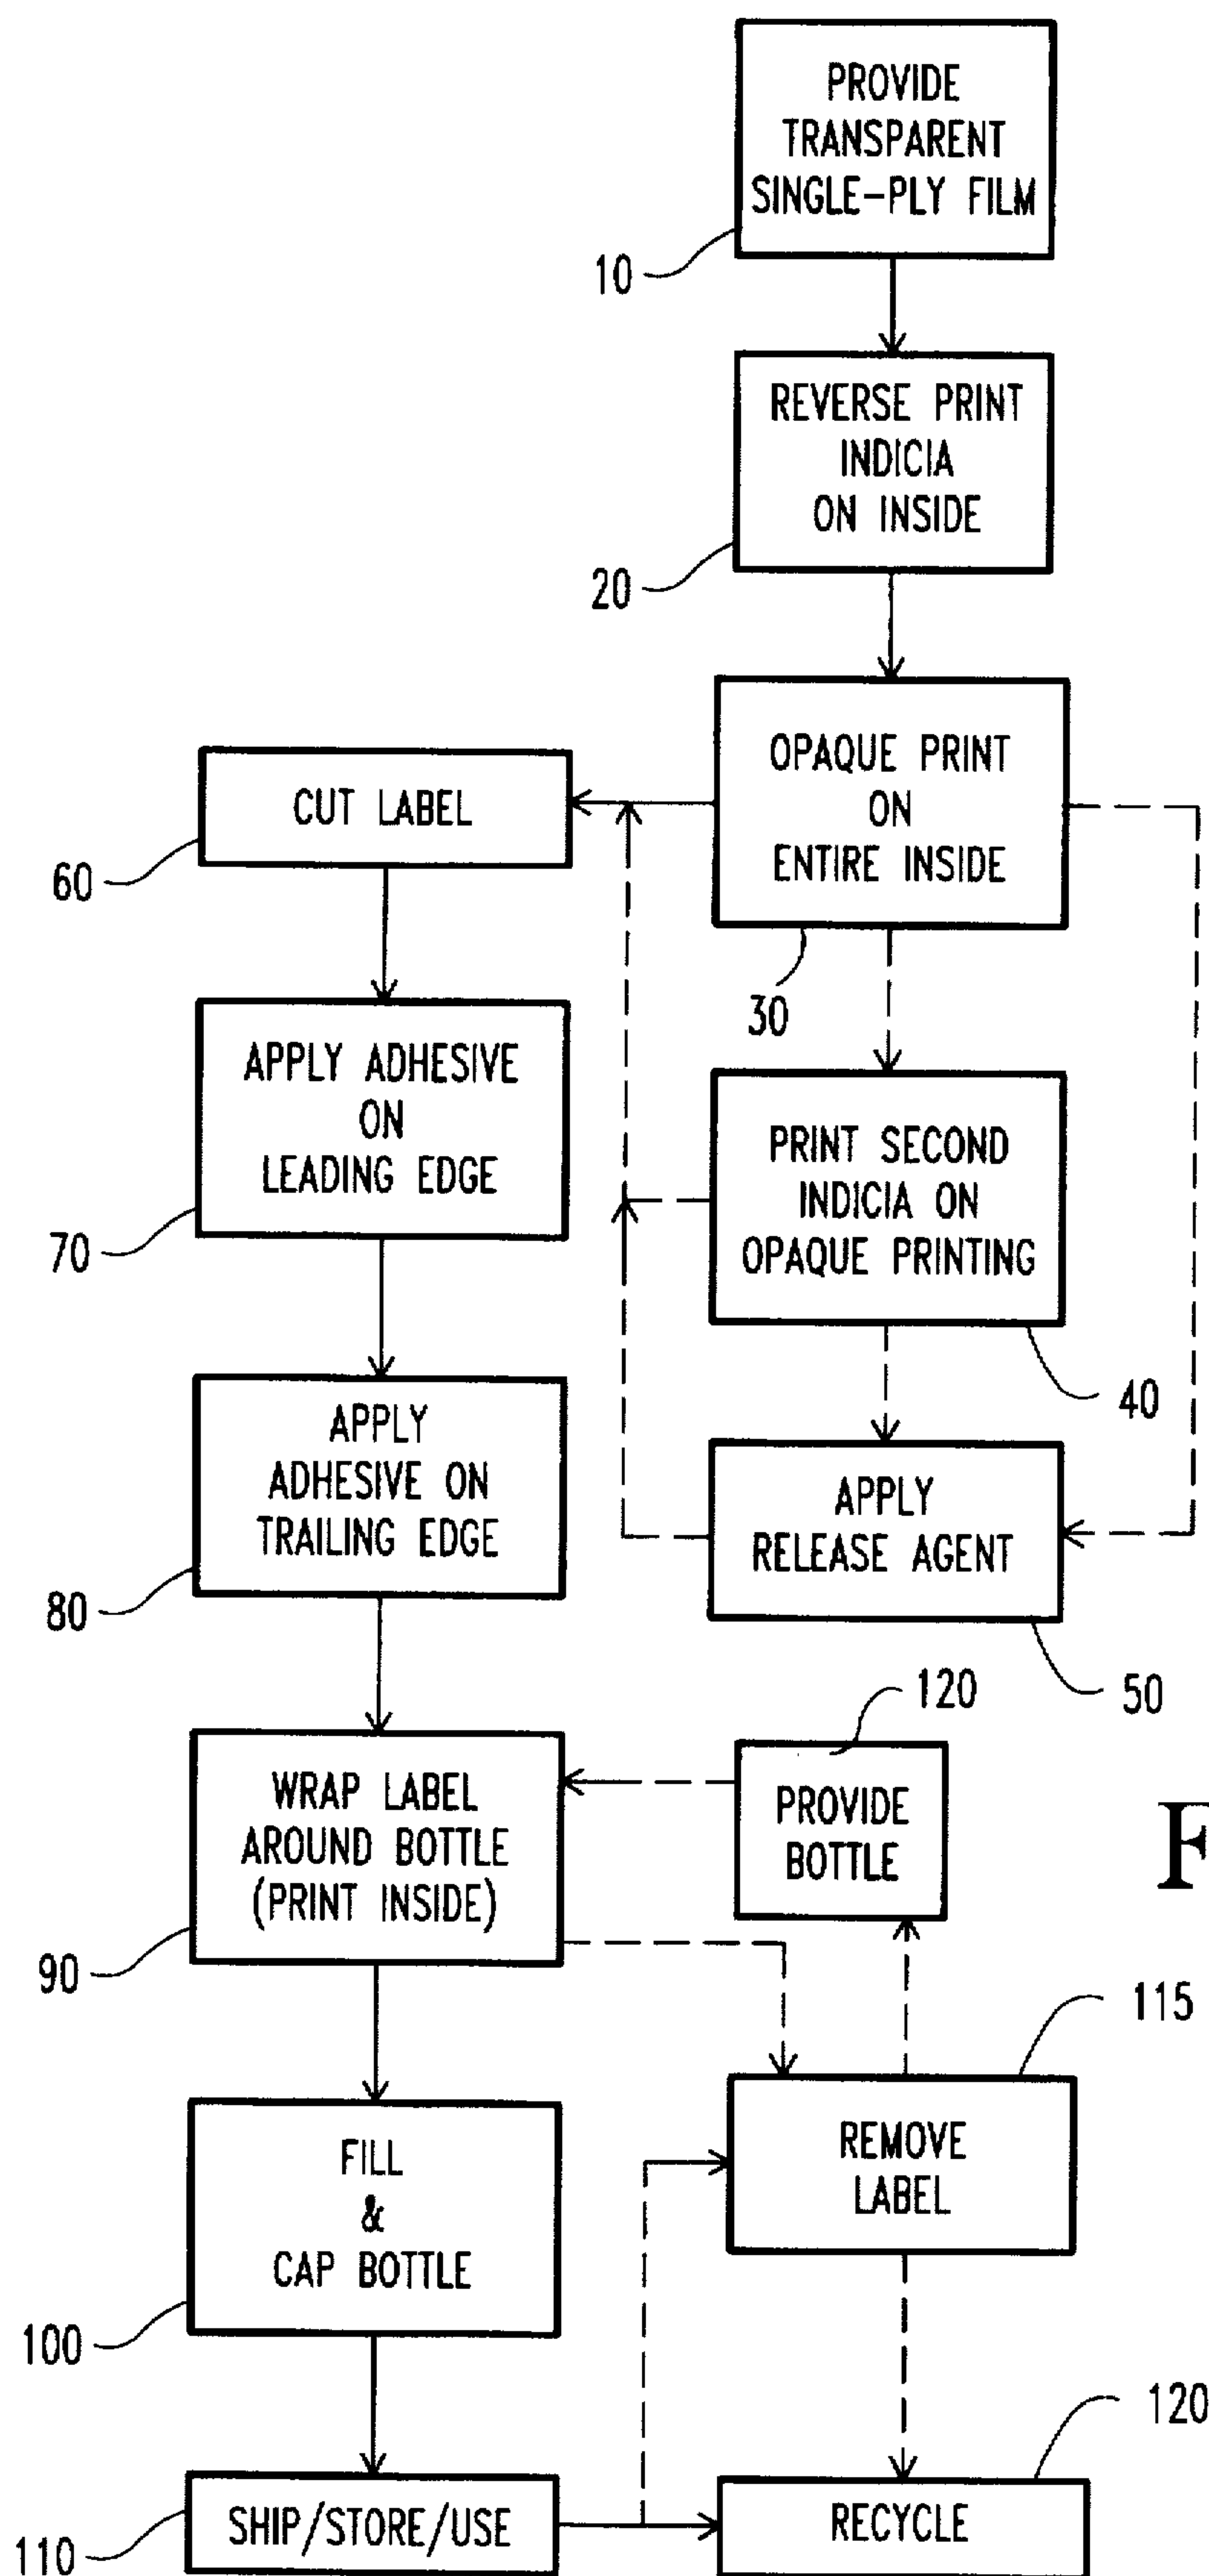 PROVIDE
TRANSPARENT
SINGLE-PLY FILM
10
REVERSE PRINT
INDICIA
ON INSIDE
20
OPAQUE PRINT
ON
ENTIRE INSIDE
30
CUT LABEL
60
APPLY ADHESIVE
ON
LEADING EDGE
70
PRINT SECOND
INDICIA ON
OPAQUE PRINTING
40
APPLY
ADHESIVE ON
TRAILING EDGE
80
APPLY
RELEASE AGENT
50
WRAP LABEL
AROUND BOTTLE
(PRINT INSIDE)
90
120
PROVIDE
BOTTLE
F
115
REMOVE
LABEL
FILL
&
CAP BOTTLE
100
SHIP/STORE/USE
110
120
RECYCLE